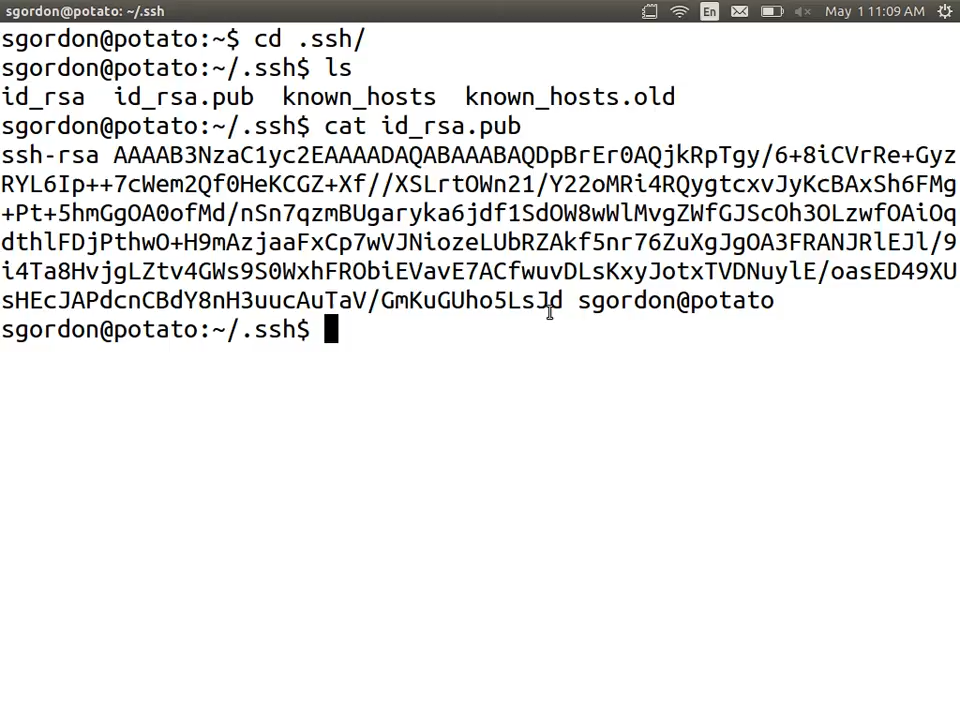 sgordon@potato: ~/.ssh En May 1 11:09 AM
sgordon@potato:~$ cd .ssh/
sgordon@potato:~/.ssh$ ls
id_rsa id_rsa.pub known_hosts known_hosts.old
sgordon@potato:~/.ssh$ cat id_rsa.pub
ssh-rsa AAAAB3NzaC1yc2EAAAADAQABAAABAQDpBrEr0AQjkRpTgy/6+8iCVrRe+Gyz
RYL6Ip++7cWem2Qf0HeKCGZ+Xf//XSLrtOWn21/Y22oMRi4RQygtcxvJyKcBAxSh6FMg
+Pt+5hmGgOA0ofMd/nSn7qzmBUgaryka6jdf1SdOW8wWlMvgZWfGJScOh3OLzwfOAiOq
dthlFDjPthwO+H9mAzjaaFxCp7wVJNiozeLUbRZAkf5nr76ZuXgJgOA3FRANJRlEJl/9
i4Ta8HvjgLZtv4GWs9S0WxhFRObiEVavE7ACfwuvDLsKxyJotxTVDNuylE/oasED49XU
sHEcJAPdcnCBdY8nH3uucAuTaV/GmKuGUho5LsJd sgordon@potato
sgordon@potato:~/.ssh$